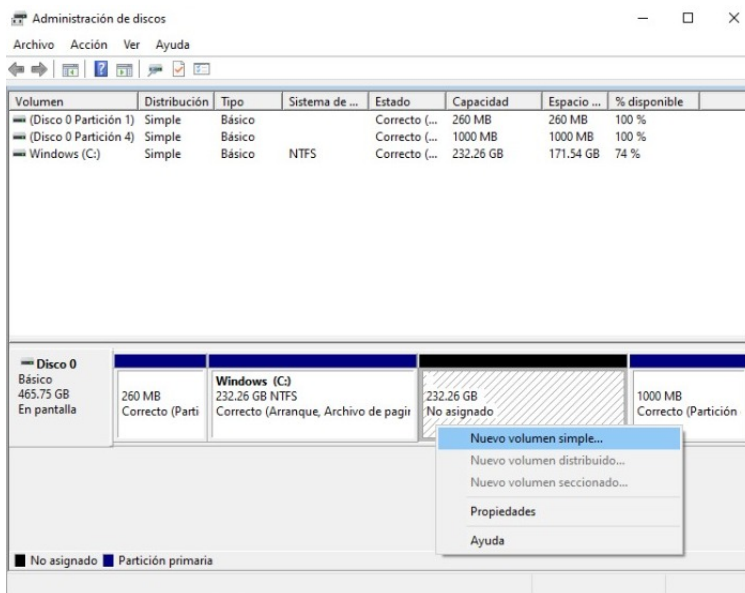 Administración de discos
Archivo Acción Ver Ayuda
Volumen Distribución Tipo Sistema de ... Estado Capacidad Espacio ... % disponible
(Disco 0 Partición 1) Simple Básico Correcto (... 260 MB 260 MB 100 %
(Disco 0 Partición 4) Simple Básico Correcto (... 1000 MB 1000 MB 100 %
Windows (C:) Simple Básico NTFS Correcto (... 232.26 GB 171.54 GB 74 %
Disco 0
Básico
465.75 GB
En pantalla
260 MB
Correcto (Parti
Windows (C:)
232.26 GB NTFS
Correcto (Arranque, Archivo de pagin
232.26 GB
No asignado
1000 MB
Correcto (Partición
Nuevo volumen simple...
Nuevo volumen distribuido...
Nuevo volumen seccionado...
Propiedades
Ayuda
No asignado Partición primaria